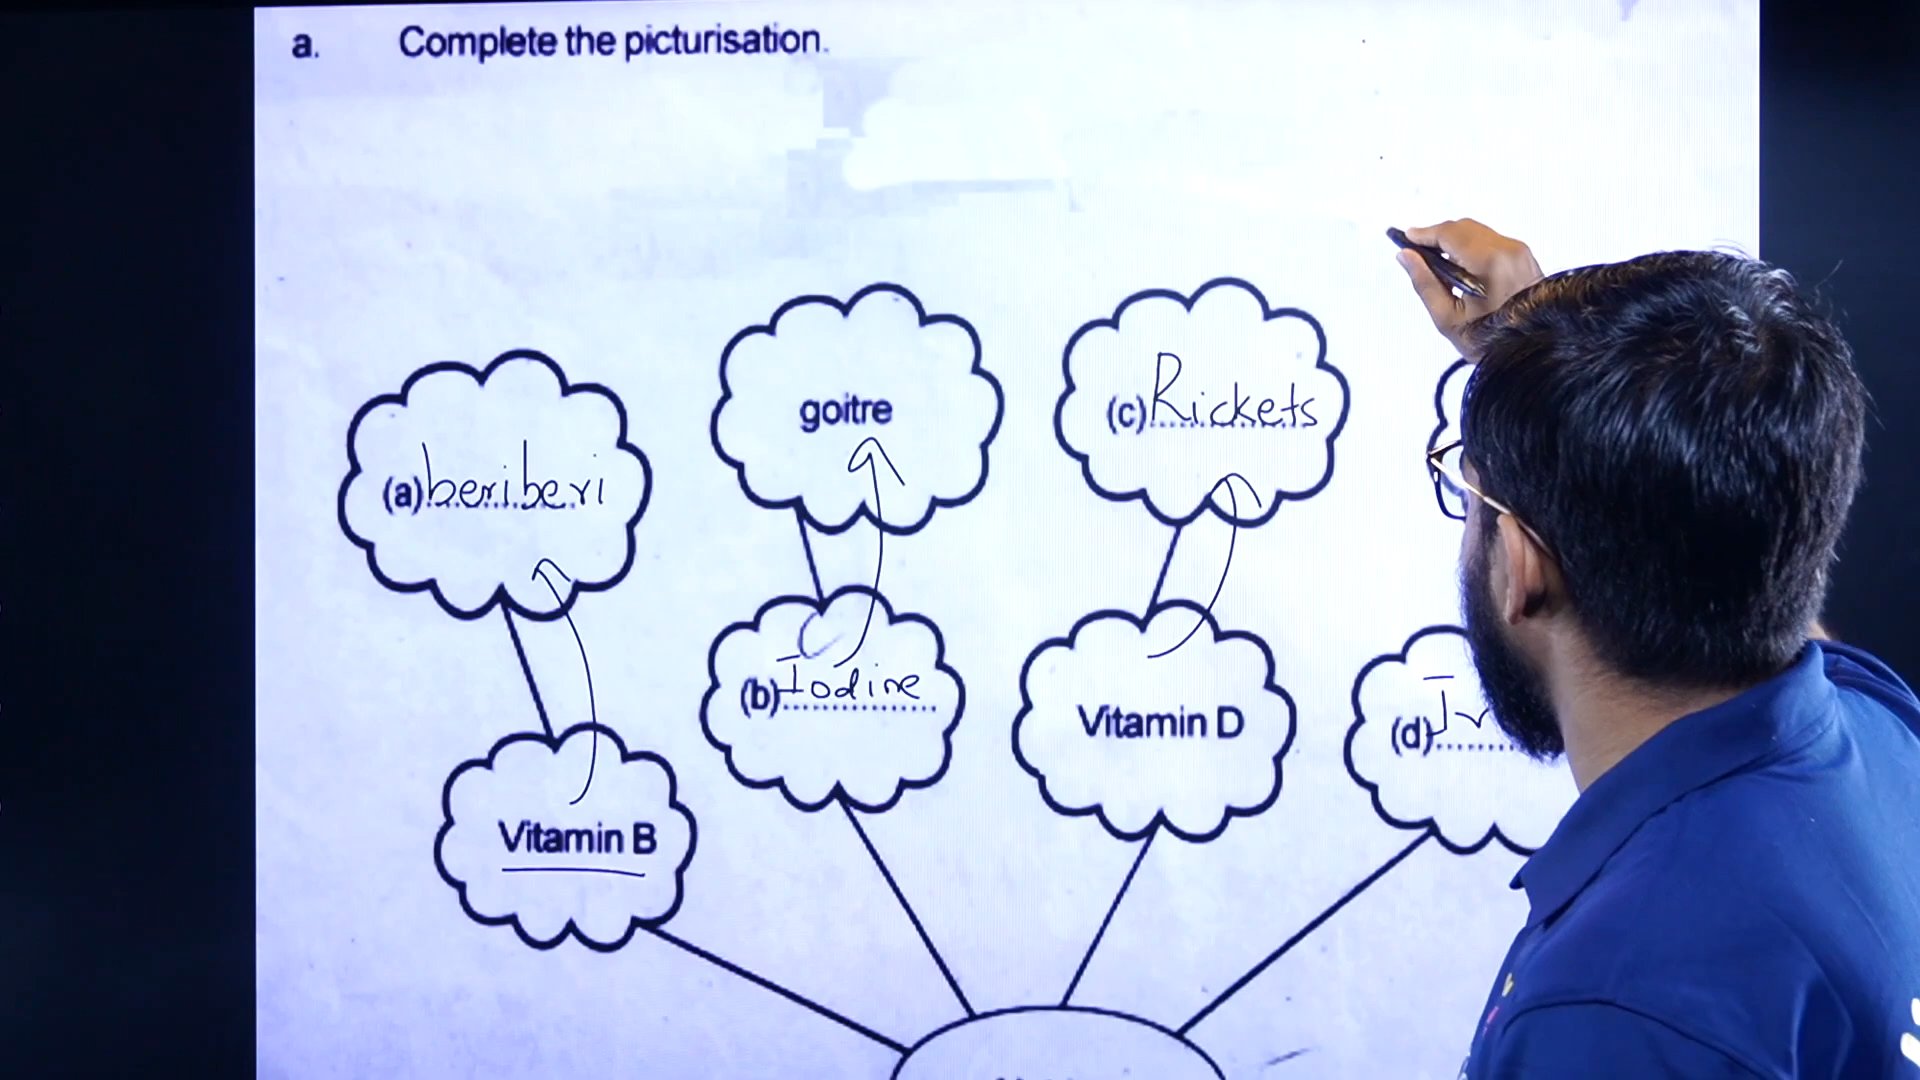 a. Complete the picturisation.
goitre
(c) Rickets
(a) beriberi
(b) Iodine
Vitamin D
(d)
Vitamin B